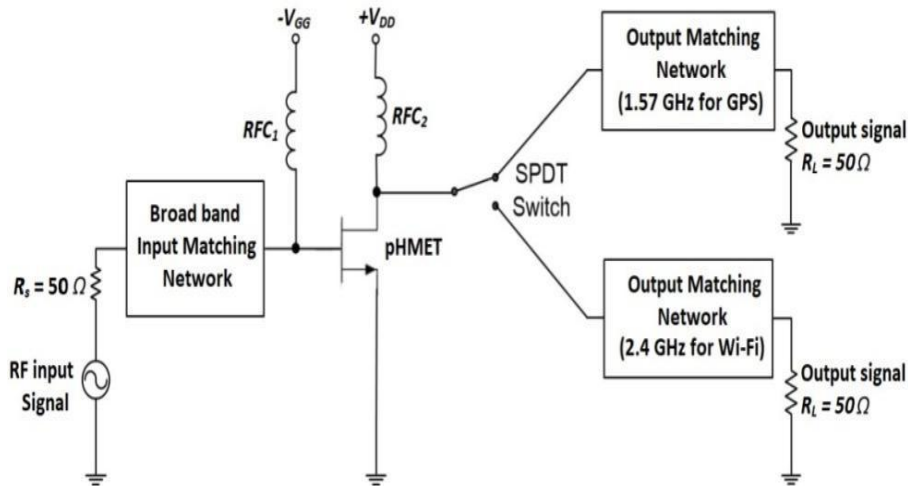 -V_GG
+V_DD
RFC_1
RFC_2
Output Matching
Network
(1.57 GHz for GPS)
Output signal
R_L = 50Ω
SPDT
Switch
Broad band
Input Matching
Network
pHMET
R_s = 50 Ω
RF input
Signal
Output Matching
Network
(2.4 GHz for Wi-Fi)
Output signal
R_L = 50Ω